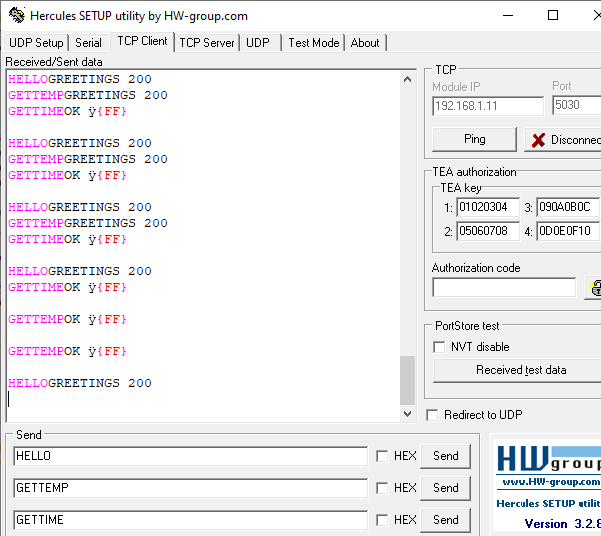 Hercules SETUP utility by HW-group.com
UDP Setup Serial TCP Client TCP Server UDP Test Mode About
Received/Sent data
HELLOGREETINGS 200
GETTEMPGREETINGS 200
GETTIMEOK ÿ{FF}
HELLOGREETINGS 200
GETTEMPGREETINGS 200
GETTIMEOK ÿ{FF}
HELLOGREETINGS 200
GETTEMPGREETINGS 200
GETTIMEOK ÿ{FF}
HELLOGREETINGS 200
GETTIMEOK ÿ{FF}
GETTEMPOK ÿ{FF}
GETTEMPOK ÿ{FF}
HELLOGREETINGS 200
TCP
Module IP Port
192.168.1.11 5030
Ping Disconnec
TEA authorization
TEA key
1: 01020304 3: 090A0B0C
2: 05060708 4: 0D0E0F10
Authorization code
PortStore test
NVT disable
Received test data
Redirect to UDP
Send
HELLO HEX Send
GETTEMP HEX Send
GETTIME HEX Send
HW group
www.HW-group.com
Hercules SETUP utilit
Version 3.2.8